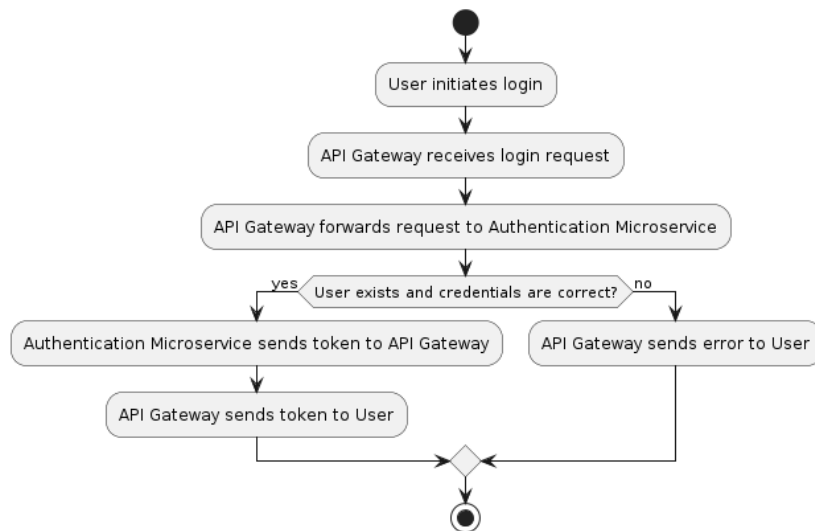 User initiates login
API Gateway receives login request
API Gateway forwards request to Authentication Microservice
yes
User exists and credentials are correct?
no
Authentication Microservice sends token to API Gateway
API Gateway sends error to User
API Gateway sends token to User